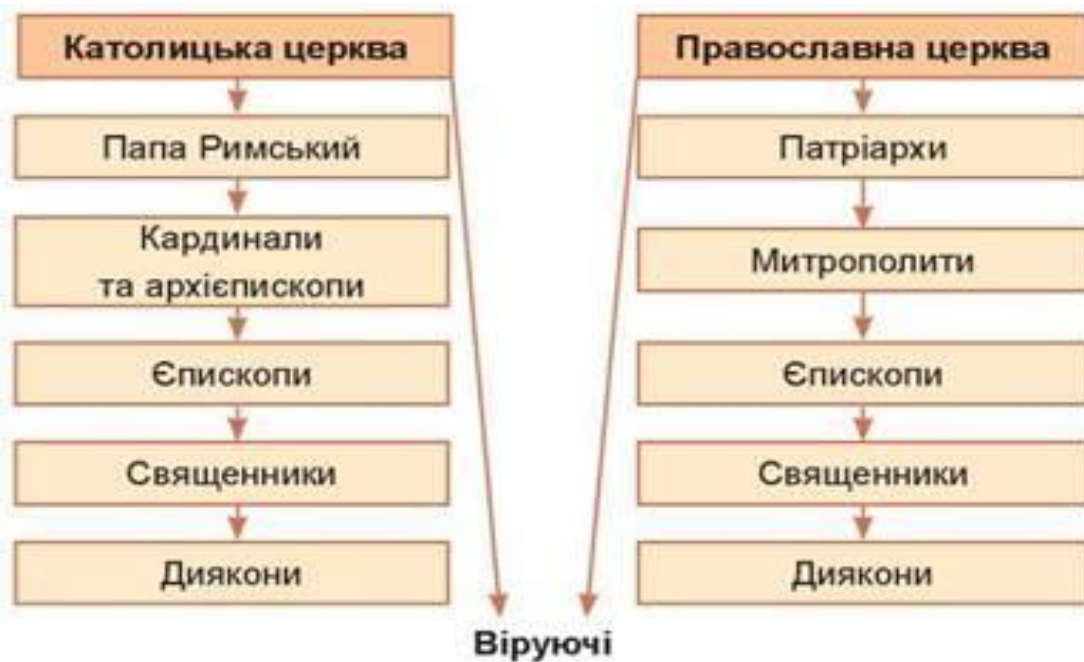 Католицька церква
Папа Римський
Кардинали
та архієпископи
Єпископи
Священники
Диякони
Православна церква
Патріархи
Митрополити
Єпископи
Священники
Диякони
Віруючі